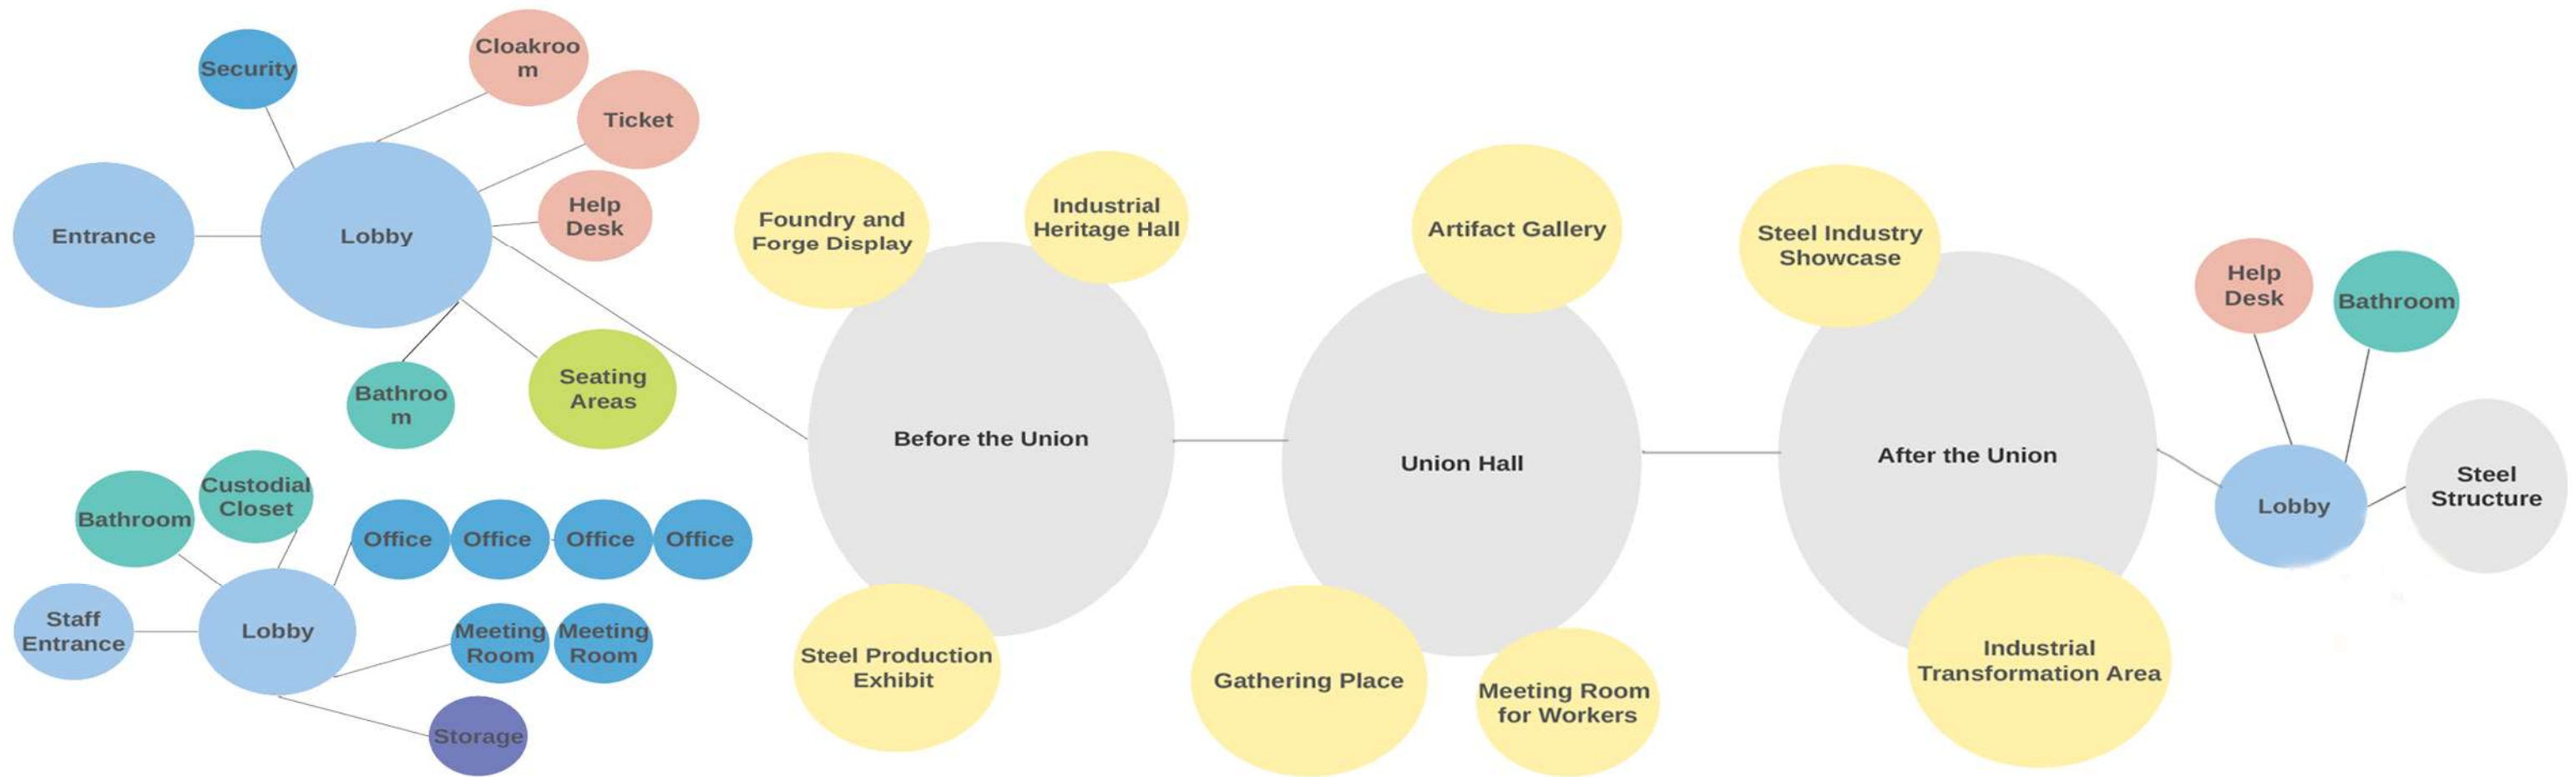 Security
Cloakroo
m
Ticket
Help
Desk
Entrance
Lobby
Bathroo
m
Seating
Areas
Bathroom
Custodial
Closet
Office
Office
Office
Office
Staff
Entrance
Lobby
Meeting
Room
Meeting
Room
Storage
Foundry and
Forge Display
Industrial
Heritage Hall
Before the Union
Steel Production
Exhibit
Artifact Gallery
Union Hall
Gathering Place
Meeting Room
for Workers
Steel Industry
Showcase
After the Union
Industrial
Transformation Area
Help
Desk
Bathroom
Lobby
Steel
Structure